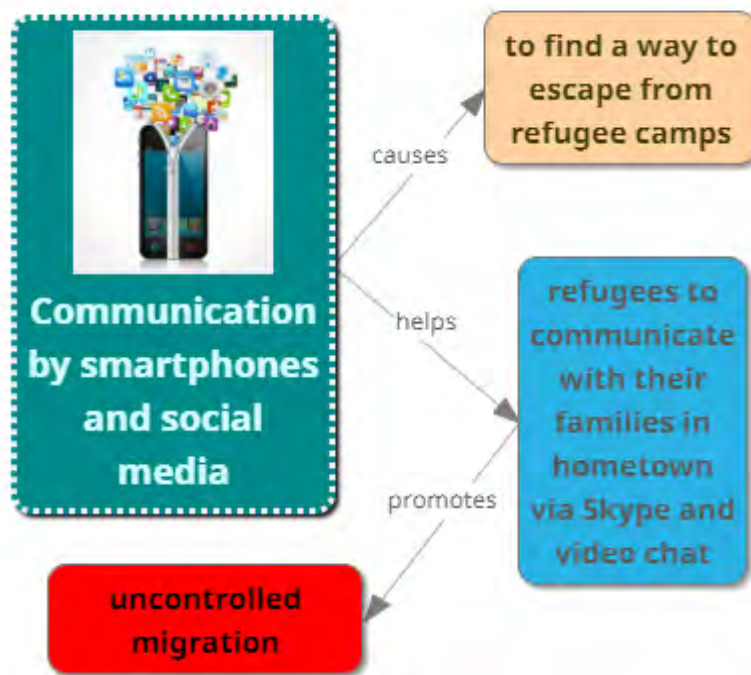 to find a way to
escape from
refugee camps
causes
Communication
by smartphones
and social
media
helps
refugees to
communicate
with their
families in
hometown
via Skype and
video chat
promotes
uncontrolled
migration